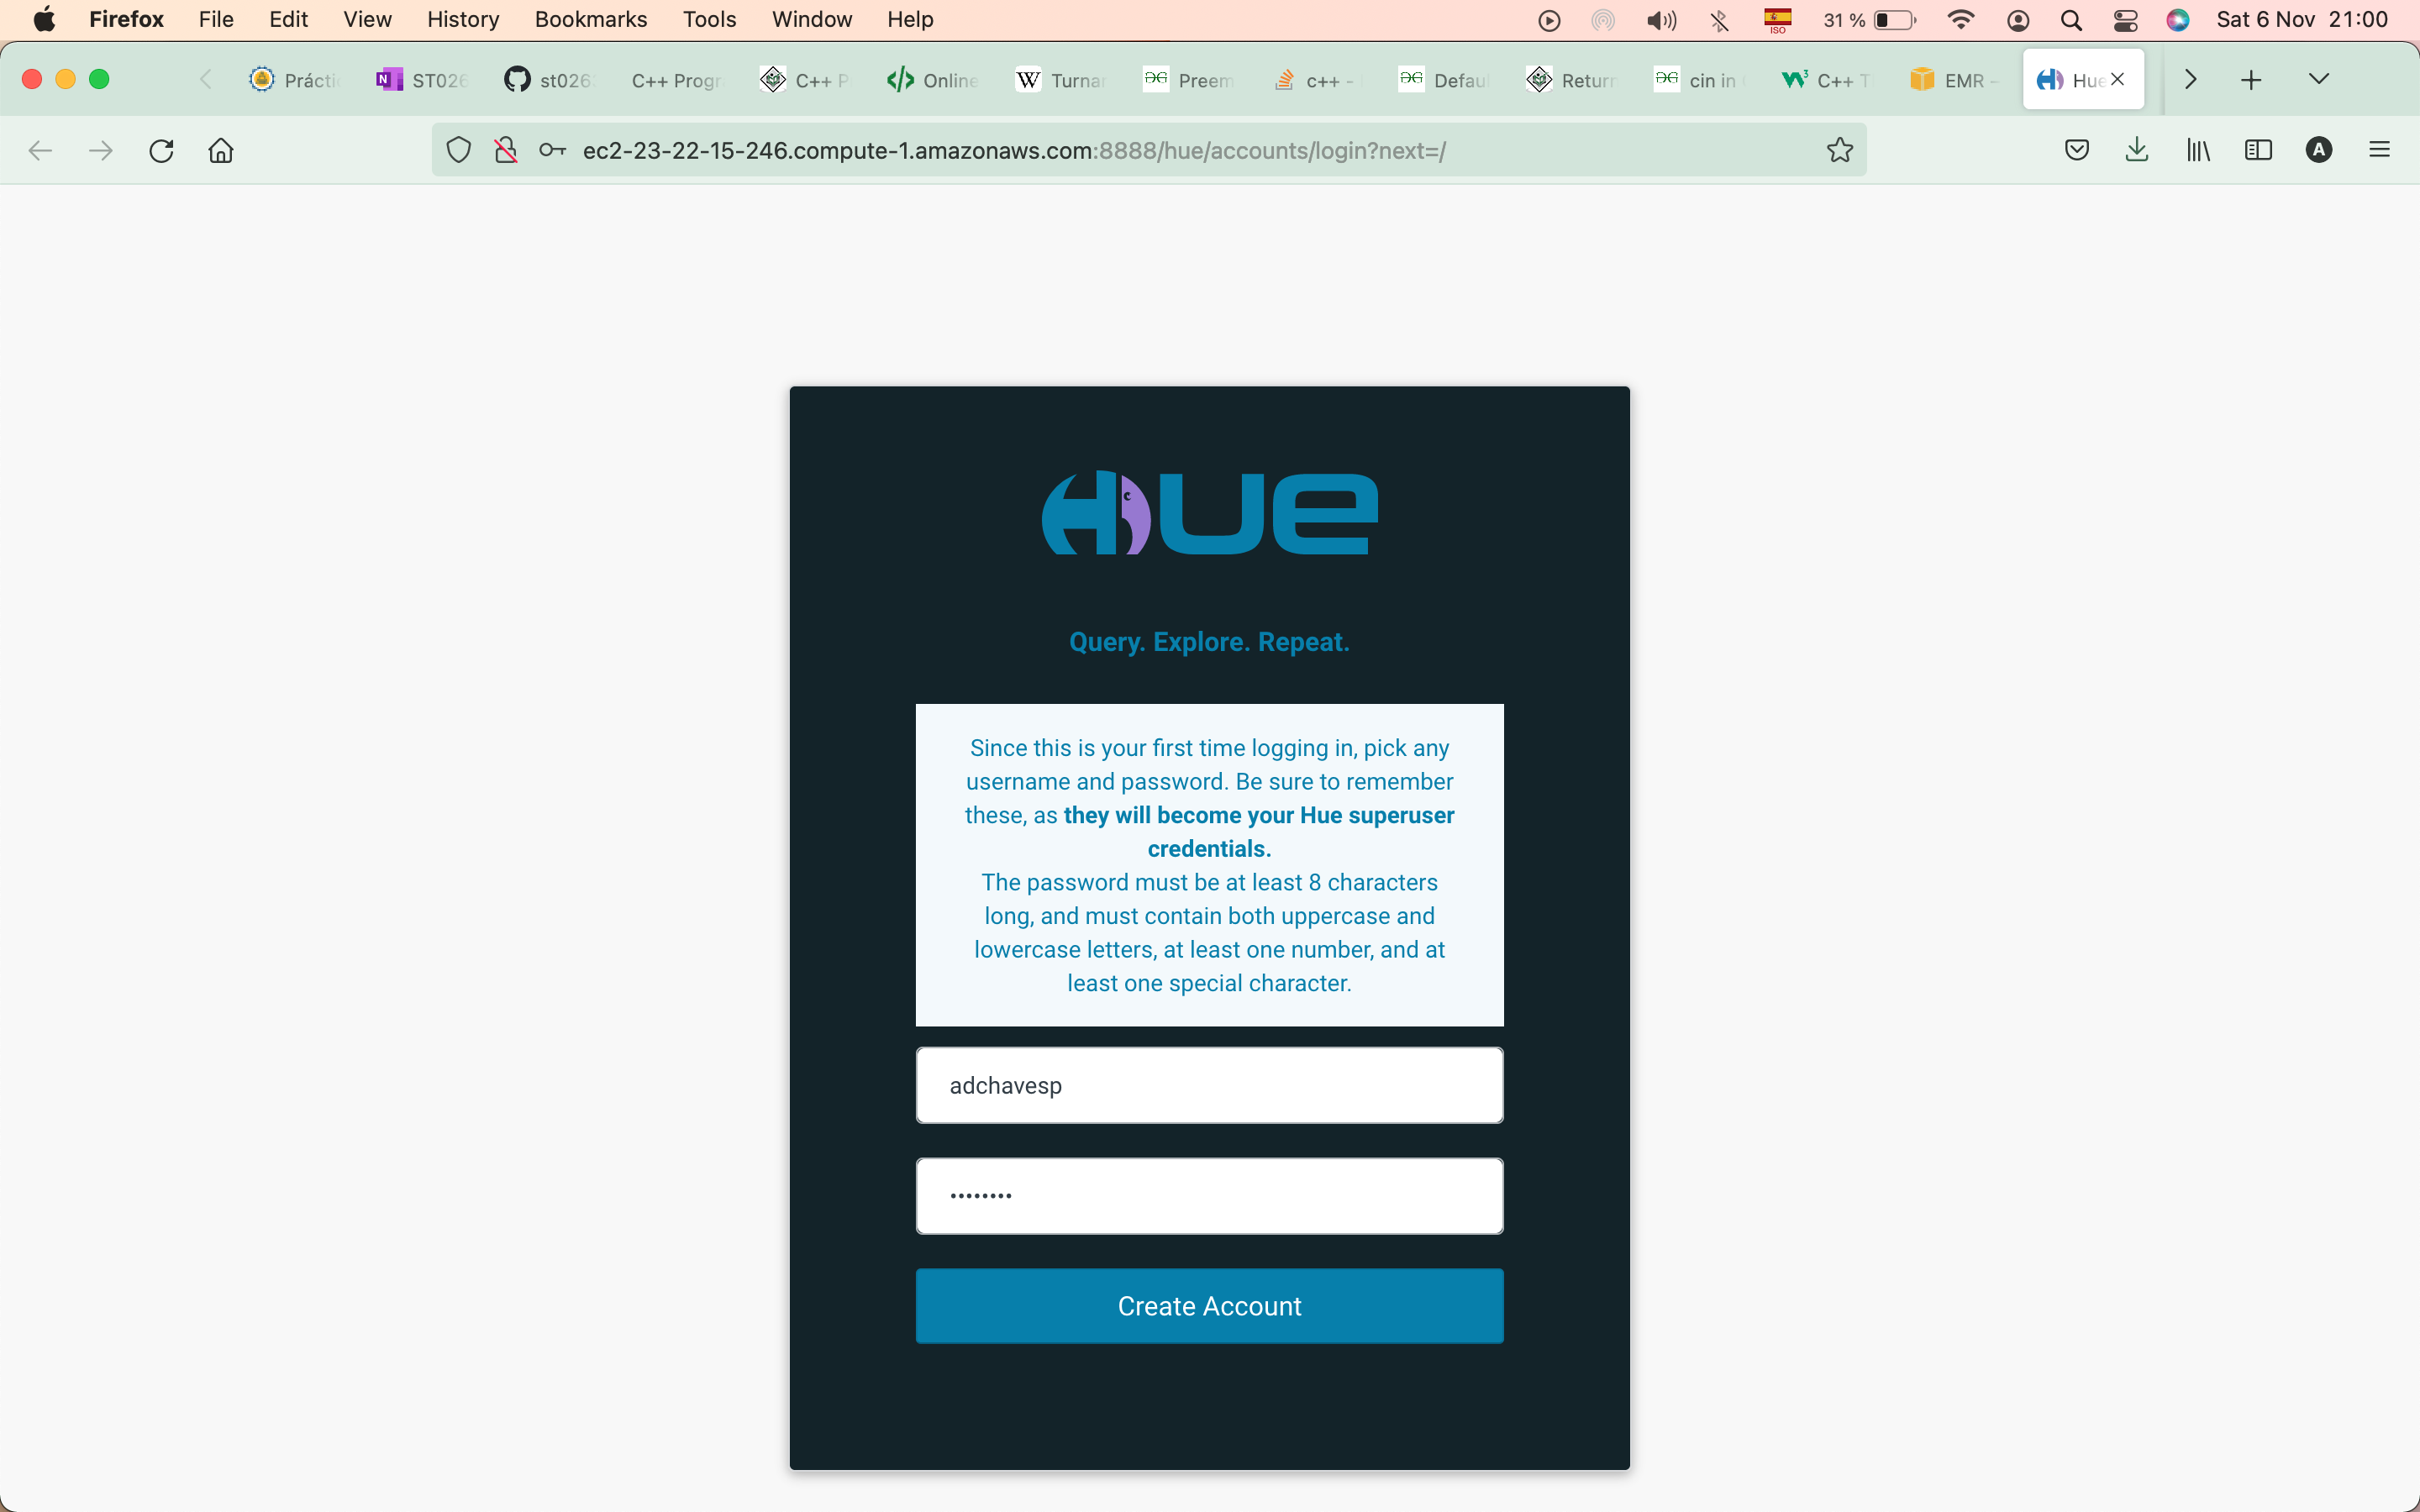 Firefox File Edit View History Bookmarks Tools Window Help ISO 31 % Sat 6 Nov 21:00
Prácti N ST026 st026 C++ Progr C++ P Online W Turna Preem c++ - Defau Return cin in C++ T EMR - Hue
ec2-23-22-15-246.compute-1.amazonaws.com:8888/hue/accounts/login?next=/ A
Hue
Query. Explore. Repeat.
Since this is your first time logging in, pick any
username and password. Be sure to remember
these, as they will become your Hue superuser
credentials.
The password must be at least 8 characters
long, and must contain both uppercase and
lowercase letters, at least one number, and at
least one special character.
adchavesp
••••••••
Create Account